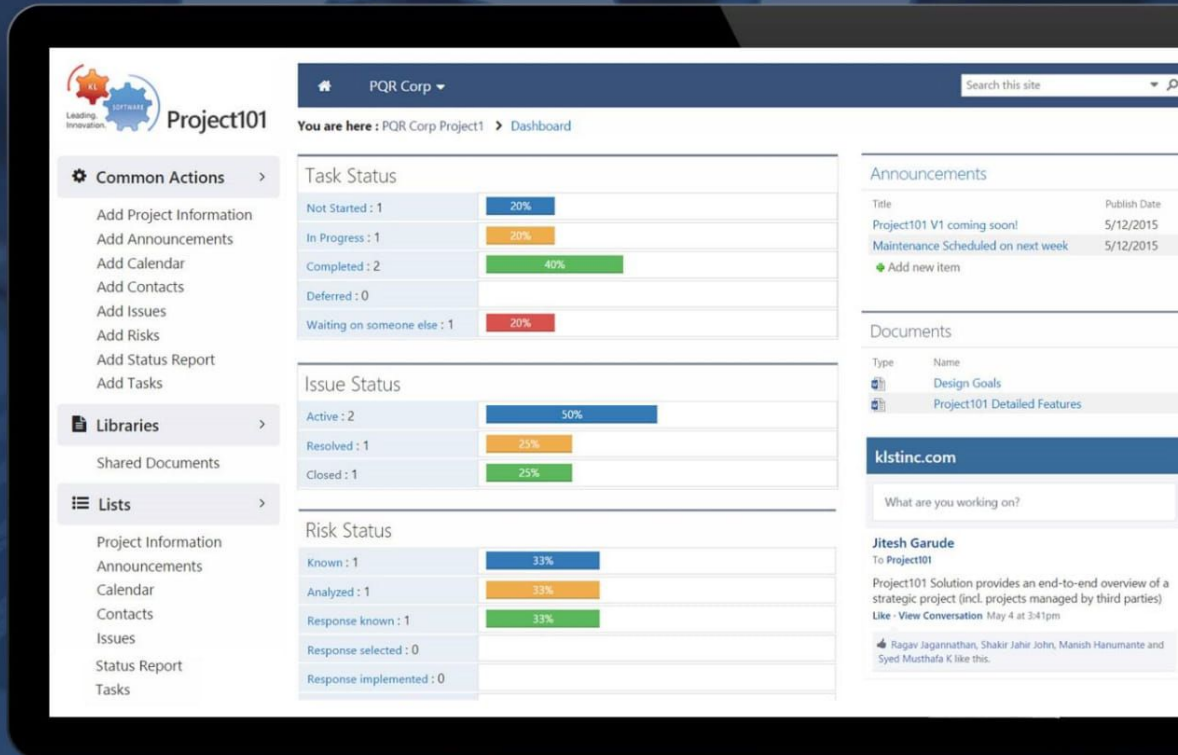 KL
SOFTWARE
Leading.
Innovation.
Project101
PQR Corp
Search this site
You are here : PQR Corp Project1 > Dashboard
Common Actions
Add Project Information
Add Announcements
Add Calendar
Add Contacts
Add Issues
Add Risks
Add Status Report
Add Tasks
Libraries
Shared Documents
Lists
Project Information
Announcements
Calendar
Contacts
Issues
Status Report
Tasks
Task Status
Not Started : 1 20%
In Progress : 1 20%
Completed : 2 40%
Deferred : 0
Waiting on someone else : 1 20%
Issue Status
Active : 2 50%
Resolved : 1 25%
Closed : 1 25%
Risk Status
Known : 1 33%
Analyzed : 1 33%
Response known : 1 33%
Response selected : 0
Response implemented : 0
Announcements
Title Publish Date
Project101 V1 coming soon! 5/12/2015
Maintenance Scheduled on next week 5/12/2015
Add new item
Documents
Type Name
Design Goals
Project101 Detailed Features
klstinc.com
What are you working on?
Jitesh Garude
To Project101
Project101 Solution provides an end-to-end overview of a
strategic project (incl. projects managed by third parties)
Like · View Conversation May 4 at 3:41pm
Ragav Jagannathan, Shakir Jahir John, Manish Hanumante and
Syed Musthafa K like this.